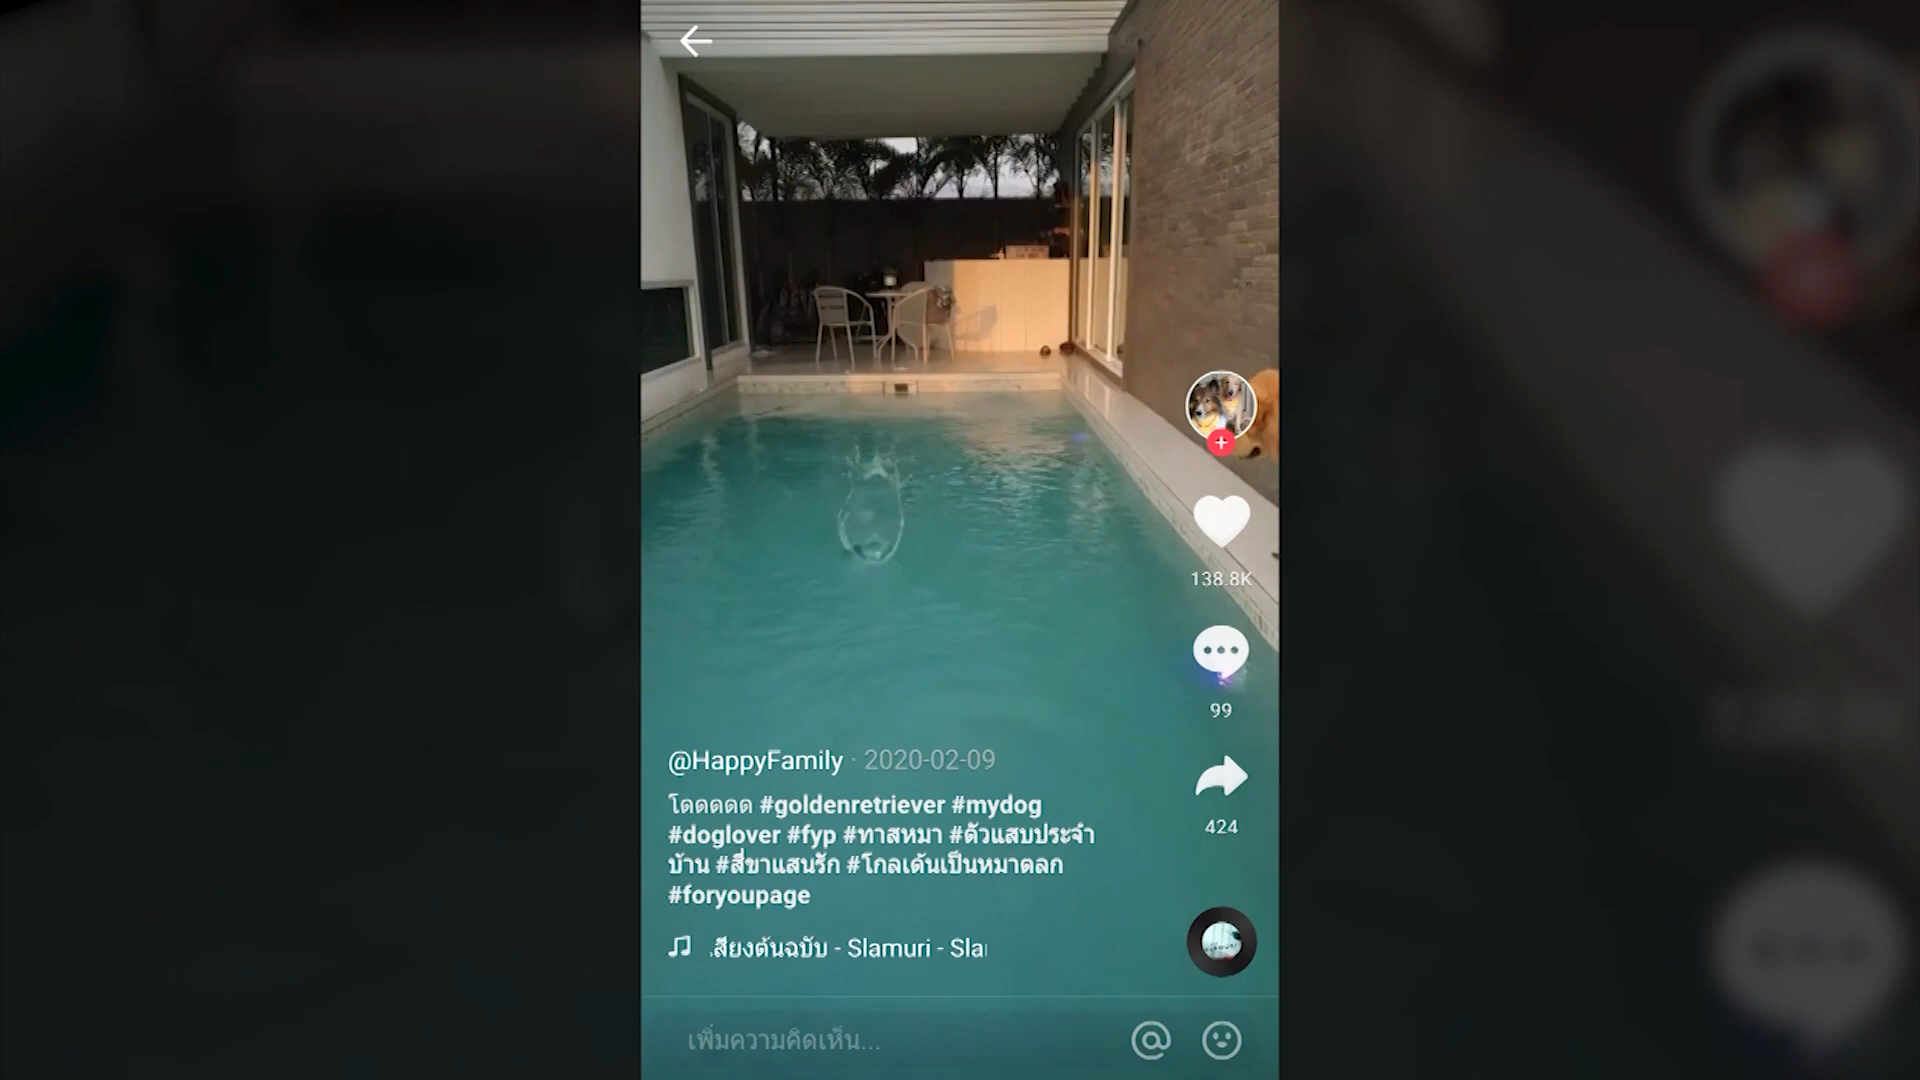 138.8K
99
424
@HappyFamily · 2020-02-09
โดดดดด #goldenretriever #mydog
#doglover #fyp #ทาสหมา #ตัวแสบประจำ
บ้าน #สี่ขาแสนรัก #โกลเด้นเป็นหมาตลก
#foryoupage
เสียงต้นฉบับ - Slamuri - Sla
เพิ่มความคิดเห็น...